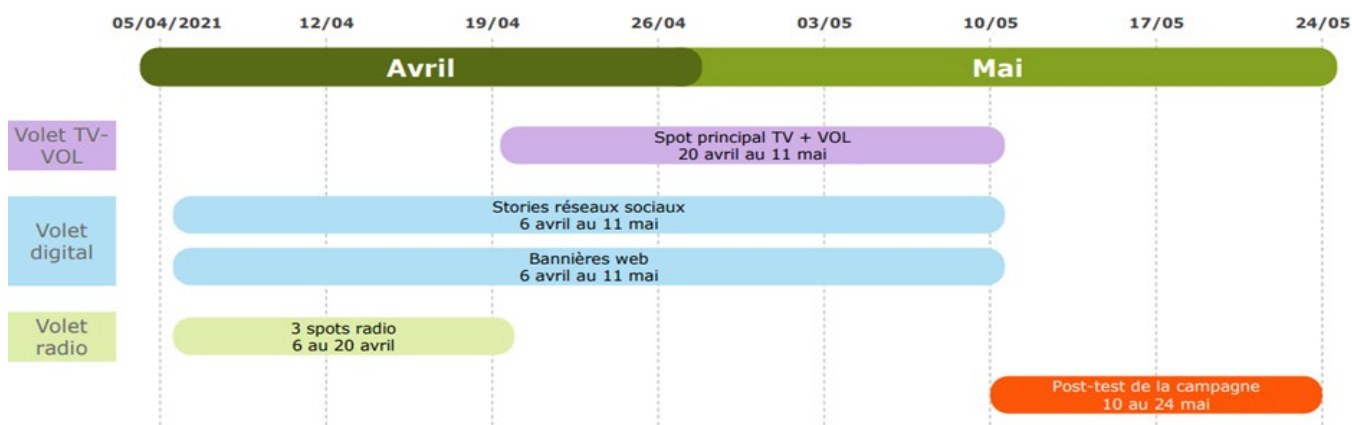 05/04/2021 12/04 19/04 26/04 03/05 10/05 17/05 24/05
Avril Mai
Volet TV-
VOL
Spot principal TV + VOL
20 avril au 11 mai
Volet
digital
Stories réseaux sociaux
6 avril au 11 mai
Bannières web
6 avril au 11 mai
Volet
radio
3 spots radio
6 au 20 avril
Post-test de la campagne
10 au 24 mai